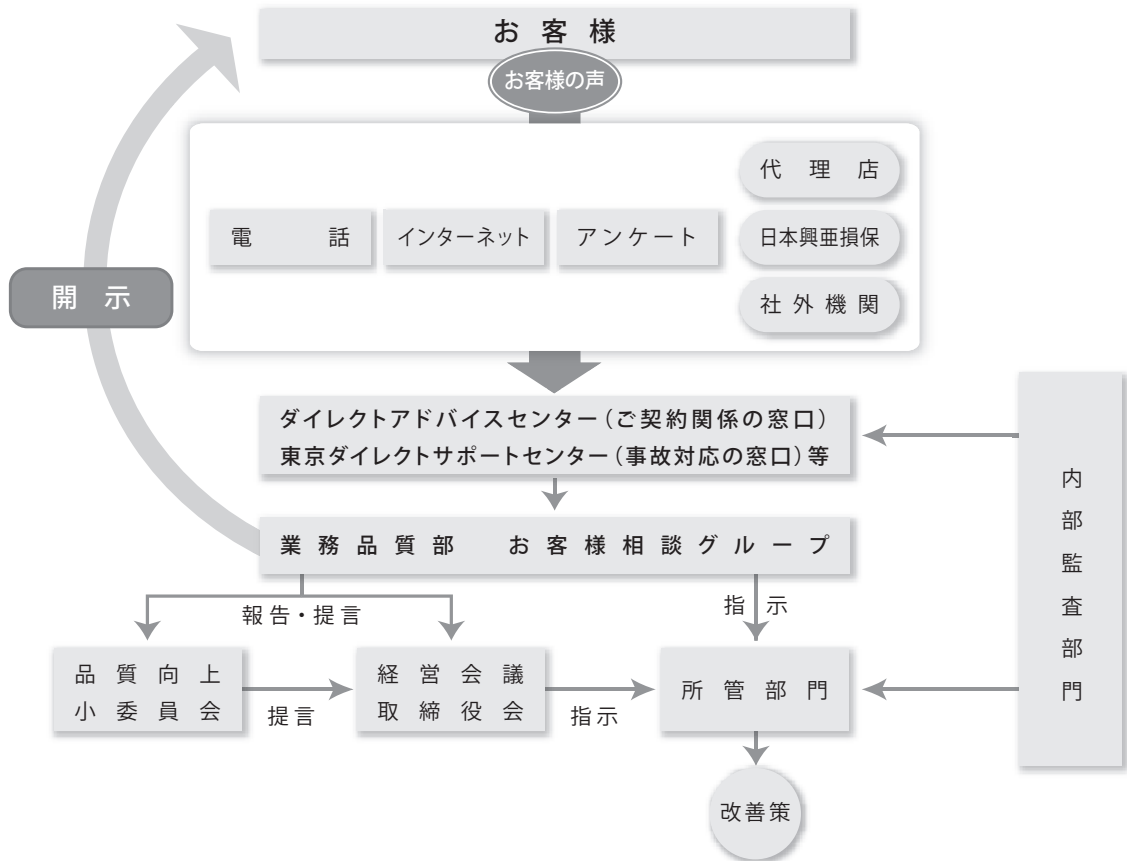 お客様
お客様の声
代理店
電話
インターネット
アンケート
日本興亜損保
社外機関
開示
ダイレクトアドバイスセンター（ご契約関係の窓口）
東京ダイレクトサポートセンター（事故対応の窓口）等
業務品質部 お客様相談グループ
報告・提言
指示
品質向上
小委員会
提言
経営会議
取締役会
指示
所管部門
内部監査部門
改善策